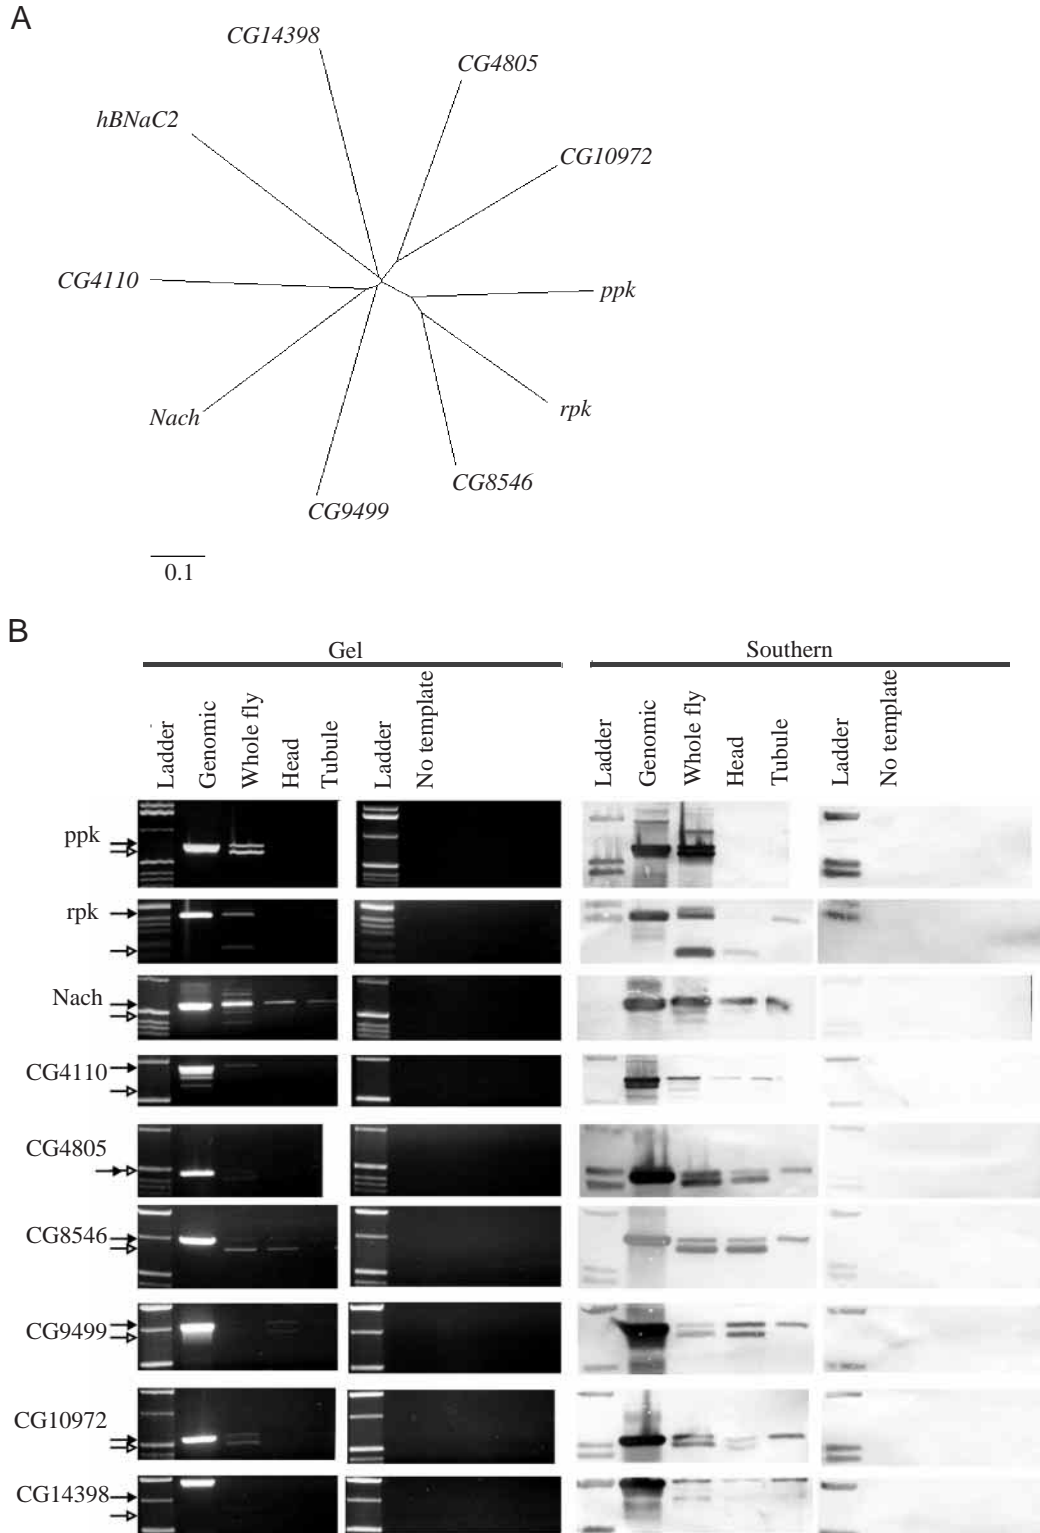 A
CG14398
CG4805
hBNaC2
CG10972
CG4110
ppk
Nach
rpk
CG8546
CG9499
0.1
B
Gel
Southern
Ladder
Genomic
Whole fly
Head
Tubule
Ladder
No template
Ladder
Genomic
Whole fly
Head
Tubule
Ladder
No template
ppk
rpk
Nach
CG4110
CG4805
CG8546
CG9499
CG10972
CG14398